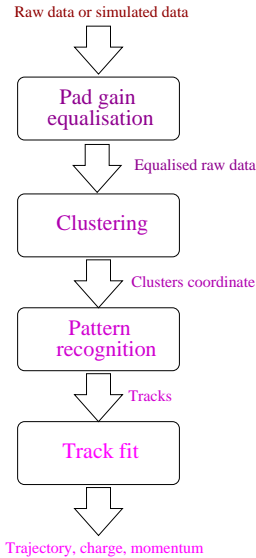 Raw data or simulated data
Pad gain
equalisation
Equalised raw data
Clustering
Clusters coordinate
Pattern
recognition
Tracks
Track fit
Trajectory, charge, momentum